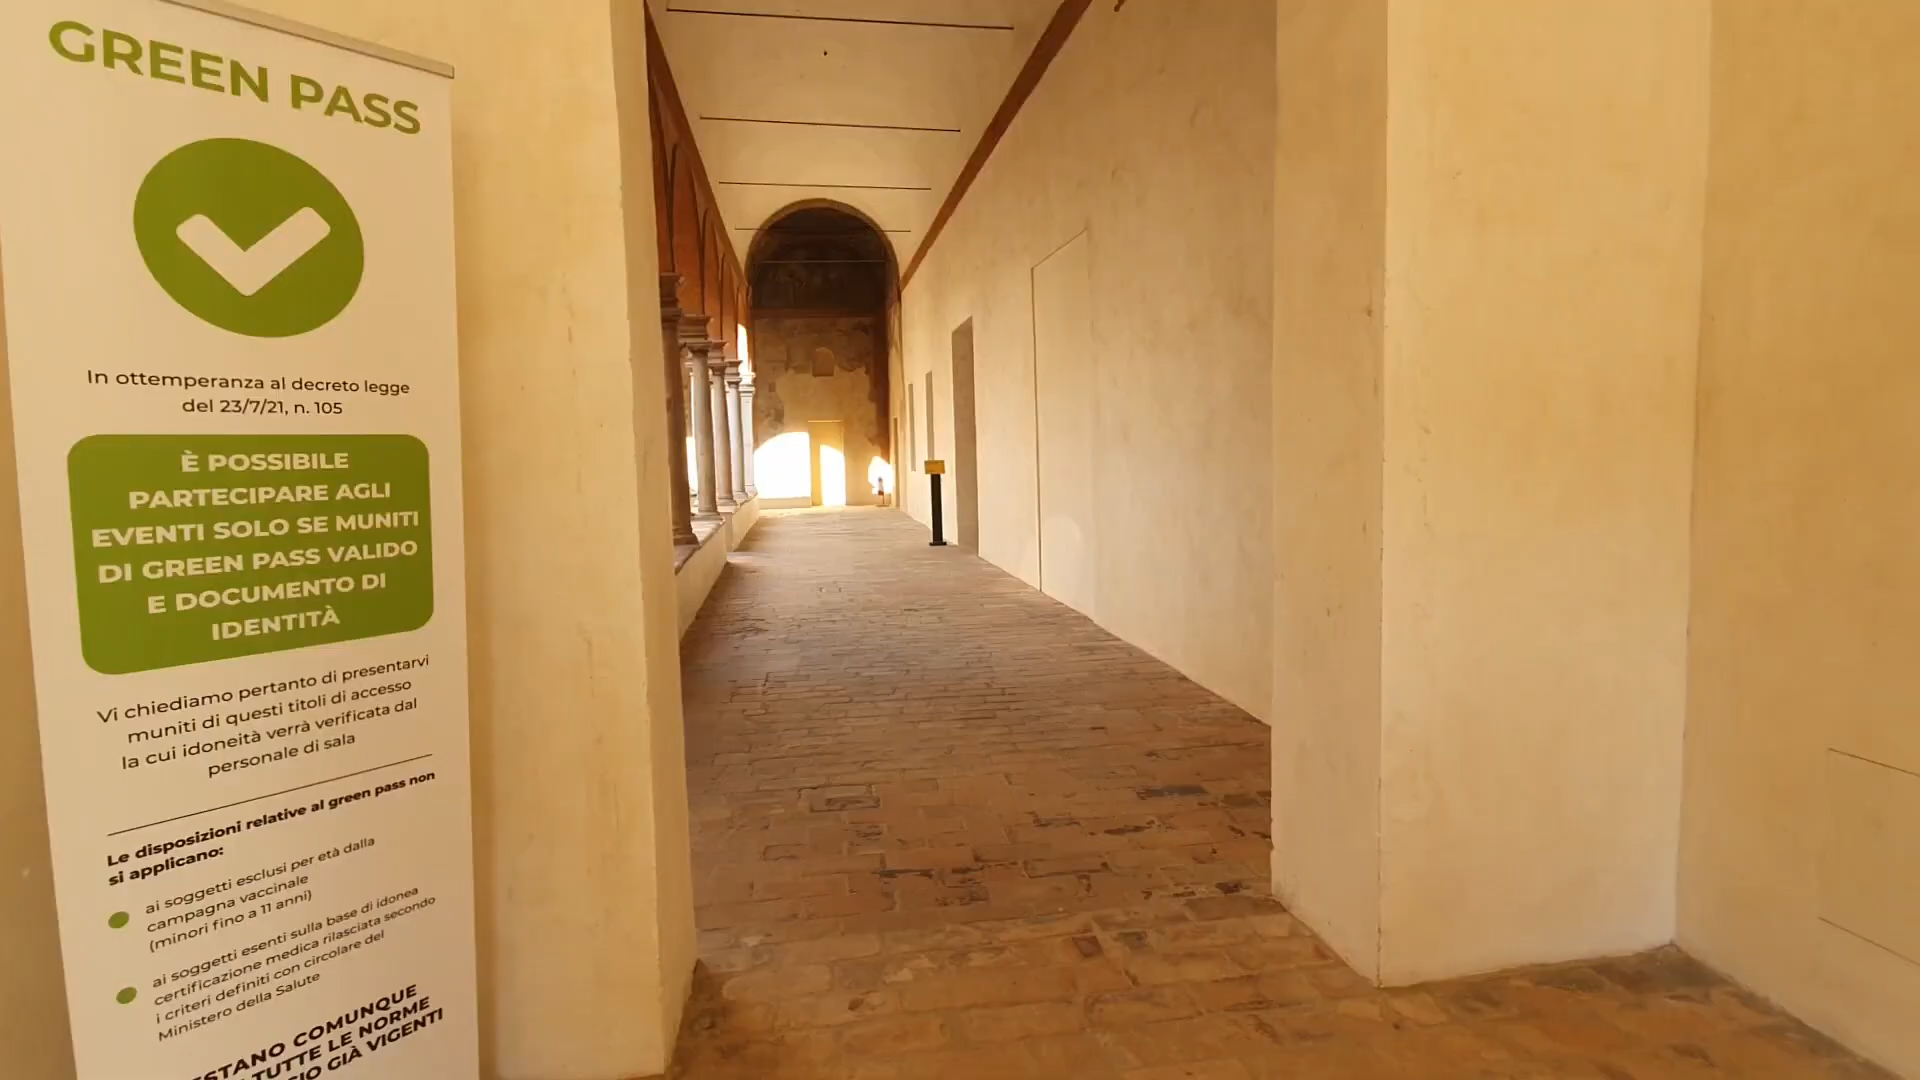 GREEN PASS
In ottemperanza al decreto legge
del 23/7/21, n. 105
È POSSIBILE
PARTECIPARE AGLI
EVENTI SOLO SE MUNITI
DI GREEN PASS VALIDO
E DOCUMENTO DI
IDENTITÀ
Vi chiediamo pertanto di presentarvi
muniti di questi titoli di accesso
la cui idoneità verrà verificata dal
personale di sala
Le disposizioni relative al green pass non
si applicano:
ai soggetti esclusi per età dalla
campagna vaccinale
(minori fino a 11 anni)
ai soggetti esenti sulla base di idonea
certificazione medica rilasciata secondo
i criteri definiti con circolare del
Ministero della Salute
COMUNQUE
TUTTE LE NORME
GIÀ VIGENTI